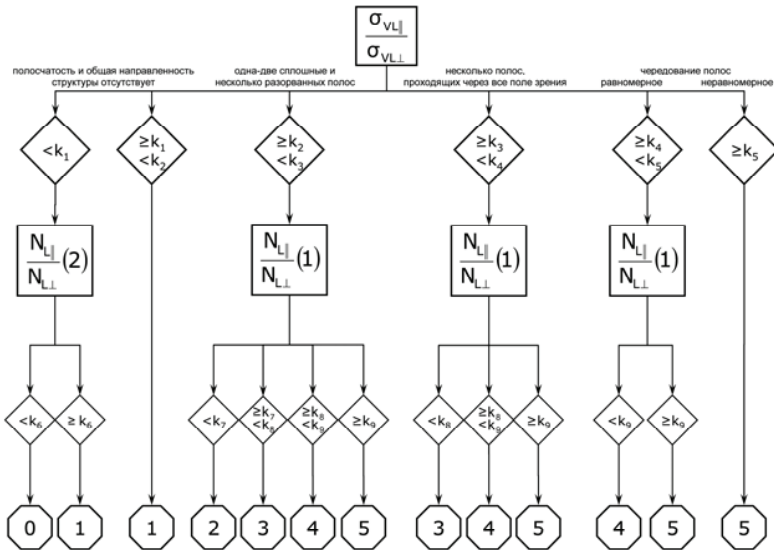 σVL∥
σVL⊥
полосчатость и общая направленность
структуры отсутствует
одна-две сплошные и
несколько разорванных полос
несколько полос,
проходящих через все поле зрения
чередование полос
равномерное неравномерное
<k₁
≥k₁
<k₂
≥k₂
<k₃
≥k₃
<k₄
≥k₄
<k₅
≥k₅
NL∥
NL⊥
(2)
NL∥
NL⊥
(1)
NL∥
NL⊥
(1)
NL∥
NL⊥
(1)
<k₆
≥k₆
<k₇
≥k₇
<k₈
≥k₈
<k₉
≥k₉
<k₈
≥k₈
<k₉
≥k₉
<k₉
≥k₉
0 1 1 2 3 4 5 3 4 5 4 5 5